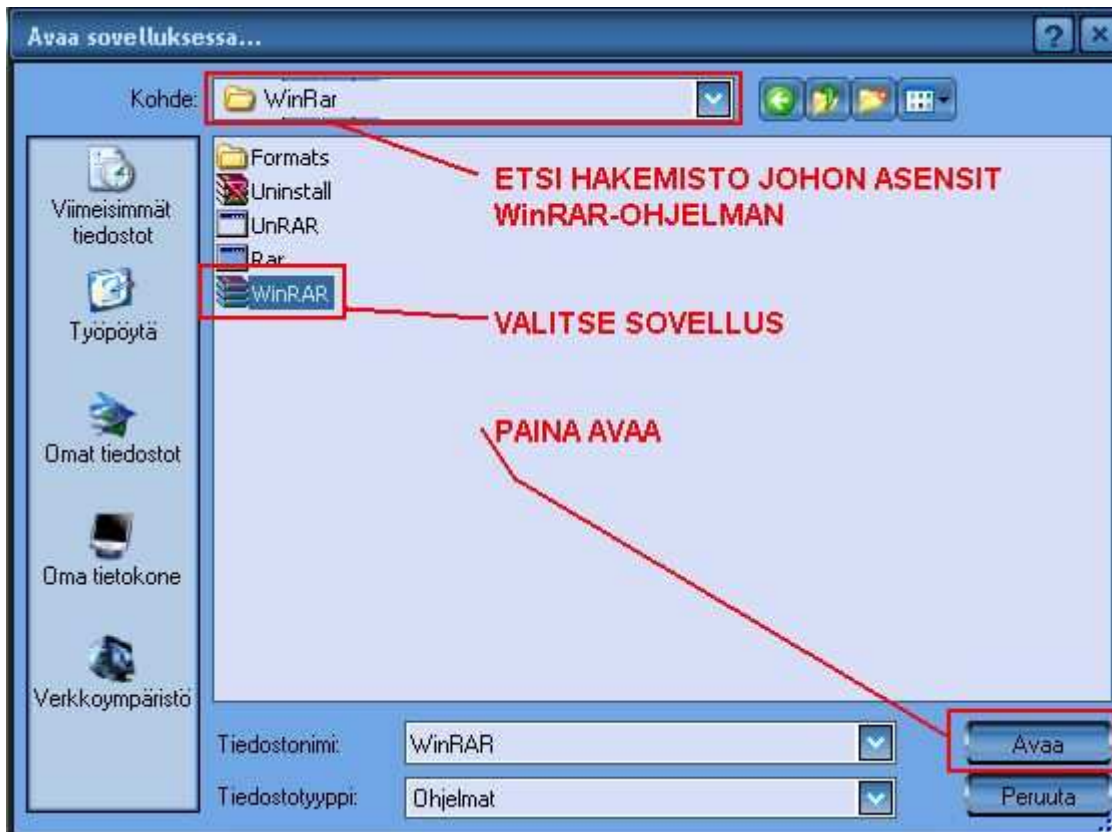 Avaa sovelluksessa...
Kohde:
WinRar
Viimeisimmät
tiedostot
Työpöytä
Omat tiedostot
Oma tietokone
Verkkoympäristö
Formats
Uninstall
UnRAR
Rar
WinRAR
ETSI HAKEMISTO JOHON ASENSIT
WinRAR-OHJELMAN
VALITSE SOVELLUS
PAINA AVAA
Tiedostonimi:
WinRAR
Avaa
Tiedostotyyppi:
Ohjelmat
Peruuta